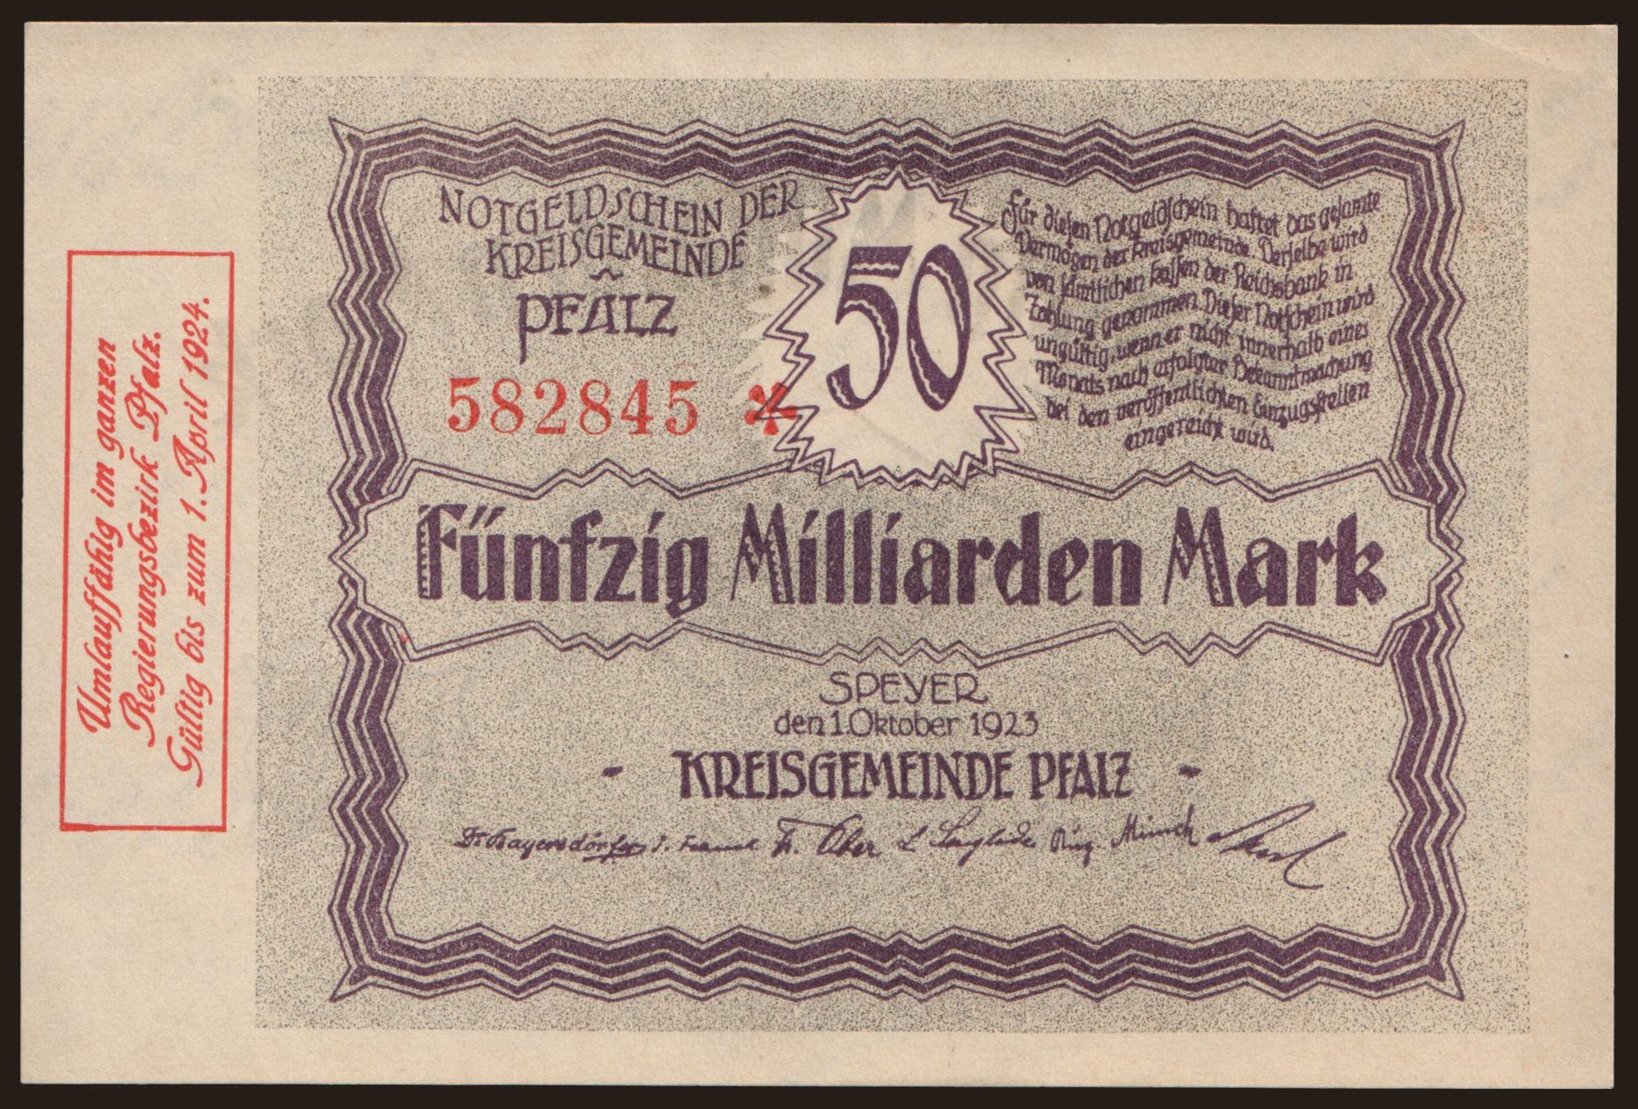 Umlauffähig im ganzen
Regierungsbezirk Pfalz.
Gültig bis zum 1. April 1924.
NOTGELDSCHEIN DER
KREISGEMEINDE
PFALZ
582845 *
50
Für diesen Notgeldschein haftet das gesamte
Vermögen der Kreisgemeinde. Derselbe wird
von sämtlichen Kassen der Reichsbank in
Zahlung genommen. Dieser Notschein wird
ungültig, wenn er nicht innerhalb eines
Monats nach erfolgter Bekanntmachung
bei den veröffentlichten Einzugsstellen
eingereicht wird.
Fünfzig Milliarden Mark
SPEYER
den 1. Oktober 1923
- KREISGEMEINDE PFALZ -
Dr. Bayersdörfer